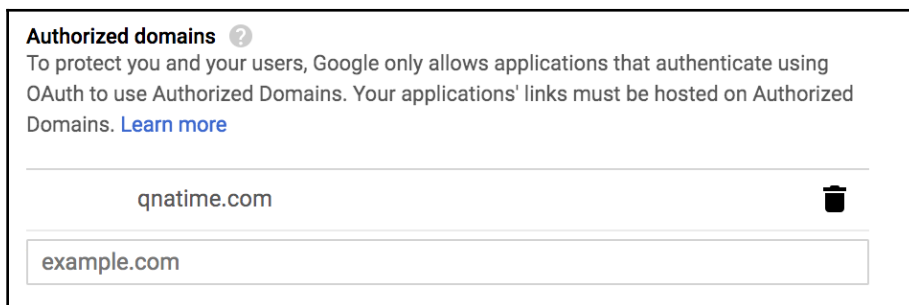 Authorized domains ?
To protect you and your users, Google only allows applications that authenticate using
OAuth to use Authorized Domains. Your applications' links must be hosted on Authorized
Domains. Learn more
qnatime.com
example.com